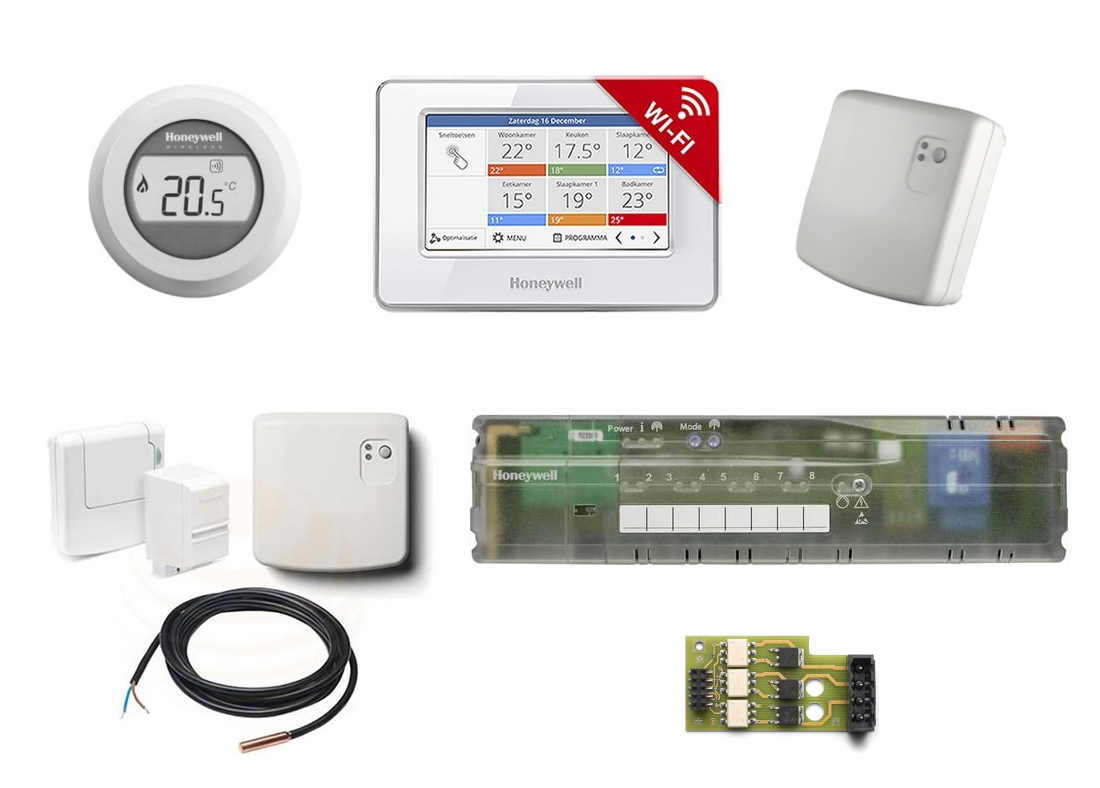 Honeywell
WIRELESS
20.5°C
WI-FI
Zaterdag 16 December
Sneltoetsen
Woonkamer
22°
22°
Keuken
17.5°
18°
Slaapkame
12°
12°
Eetkamer
15°
11°
Slaapkamer 1
19°
19°
Badkamer
23°
25°
Optimalisatie
MENU
PROGRAMMA
Honeywell
Power i
Mode
Honeywell
1 2 3 4 5 6 7 8